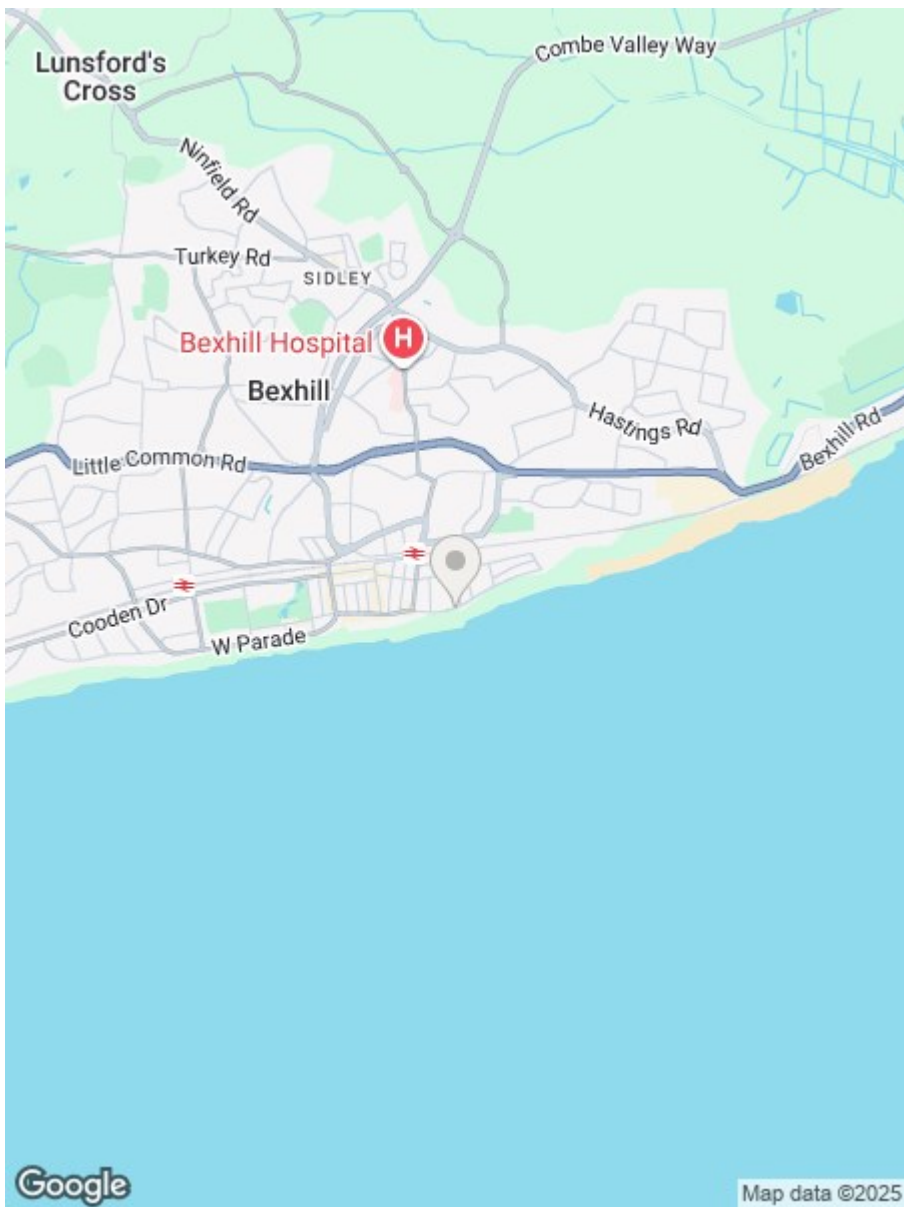 Combe Valley Way
Lunsford's
Cross
Ninfield Rd
Turkey Rd
SIDLEY
Bexhill Hospital
H
Bexhill
Hastings Rd
Bexhill Rd
Little Common Rd
Cooden Dr
W Parade
Google
Map data ©2025